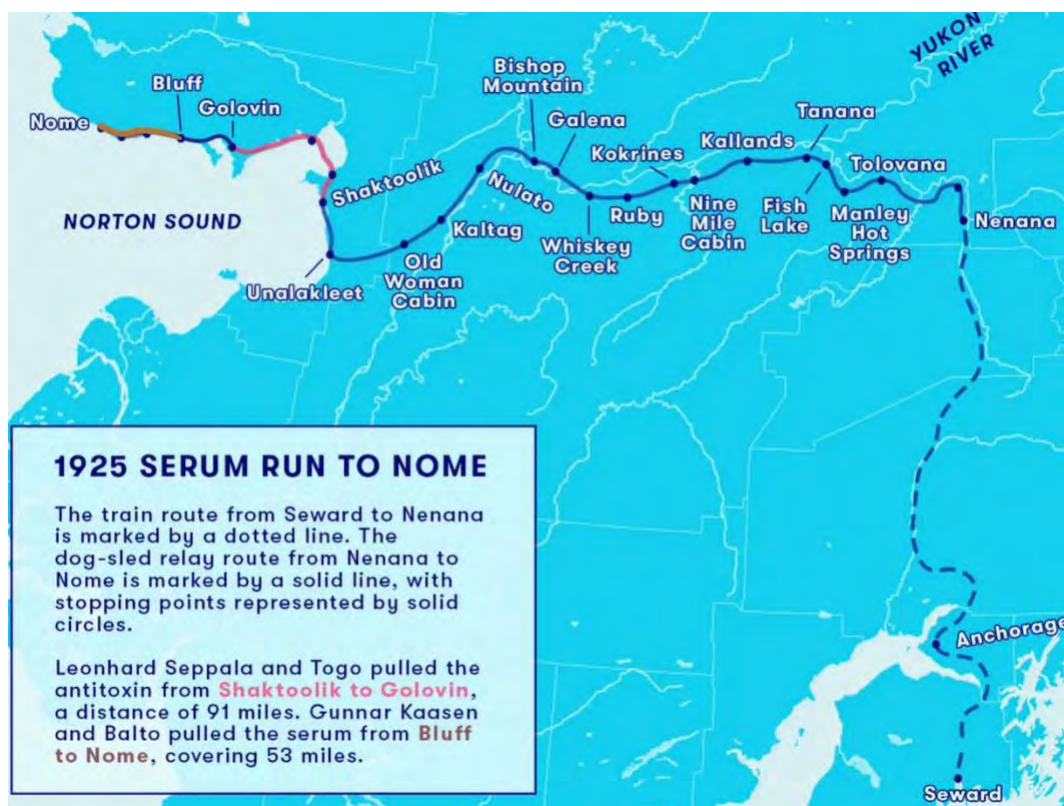 YUKON
RIVER
Bishop
Mountain
Bluff
Golovin
Galena
Tanana
Nome
Kallands
Kokrines
Tolovana
Shaktoolik
Nulato
NORTON SOUND
Ruby
Nine
Mile
Cabin
Fish
Lake
Manley
Hot
Springs
Nenana
Kaltag
Whiskey
Creek
Old
Woman
Cabin
Unalakleet
1925 SERUM RUN TO NOME
The train route from Seward to Nenana
is marked by a dotted line. The
dog-sled relay route from Nenana to
Nome is marked by a solid line, with
stopping points represented by solid
circles.
Leonhard Seppala and Togo pulled the
antitoxin from Shaktoolik to Golovin,
a distance of 91 miles. Gunnar Kaasen
and Balto pulled the serum from Bluff
to Nome, covering 53 miles.
Anchorage
Seward